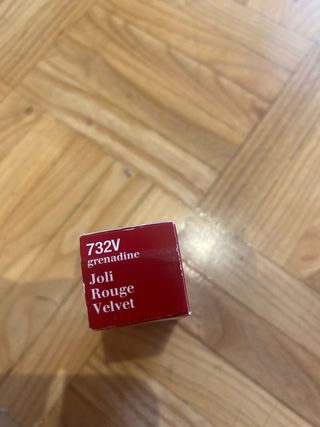 732V
grenadine
Joli
Rouge
Velvet